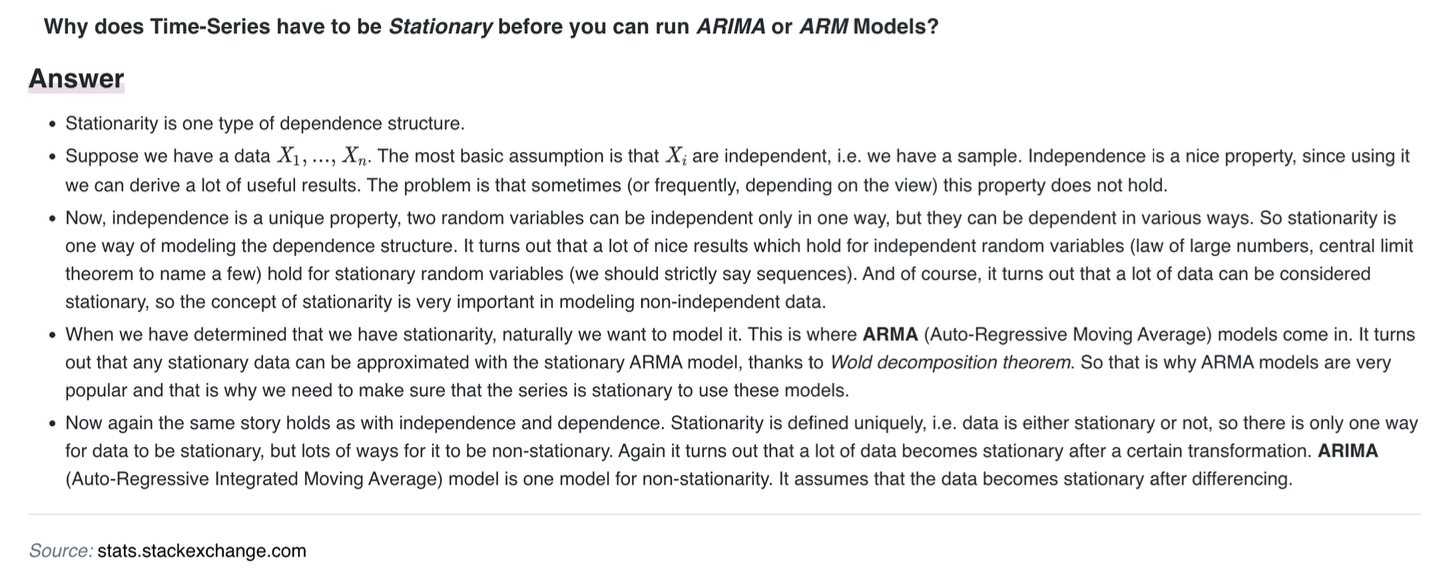 Why does Time-Series have to be Stationary before you can run ARIMA or ARM Models?
Answer
• Stationarity is one type of dependence structure.
• Suppose we have a data X₁, ..., Xₙ. The most basic assumption is that Xᵢ are independent, i.e. we have a sample. Independence is a nice property, since using it
we can derive a lot of useful results. The problem is that sometimes (or frequently, depending on the view) this property does not hold.
• Now, independence is a unique property, two random variables can be independent only in one way, but they can be dependent in various ways. So stationarity is
one way of modeling the dependence structure. It turns out that a lot of nice results which hold for independent random variables (law of large numbers, central limit
theorem to name a few) hold for stationary random variables (we should strictly say sequences). And of course, it turns out that a lot of data can be considered
stationary, so the concept of stationarity is very important in modeling non-independent data.
• When we have determined that we have stationarity, naturally we want to model it. This is where ARMA (Auto-Regressive Moving Average) models come in. It turns
out that any stationary data can be approximated with the stationary ARMA model, thanks to Wold decomposition theorem. So that is why ARMA models are very
popular and that is why we need to make sure that the series is stationary to use these models.
• Now again the same story holds as with independence and dependence. Stationarity is defined uniquely, i.e. data is either stationary or not, so there is only one way
for data to be stationary, but lots of ways for it to be non-stationary. Again it turns out that a lot of data becomes stationary after a certain transformation. ARIMA
(Auto-Regressive Integrated Moving Average) model is one model for non-stationarity. It assumes that the data becomes stationary after differencing.
Source: stats.stackexchange.com